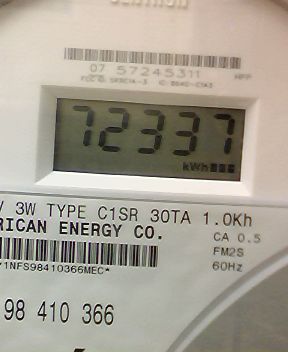 07 57245311
72337
kWh
V 3W TYPE C1SR 30TA 1.0Kh
RICAN ENERGY CO.
CA 0.5
FM2S
Y1NFS98410366MEC*
60Hz
98 410 366